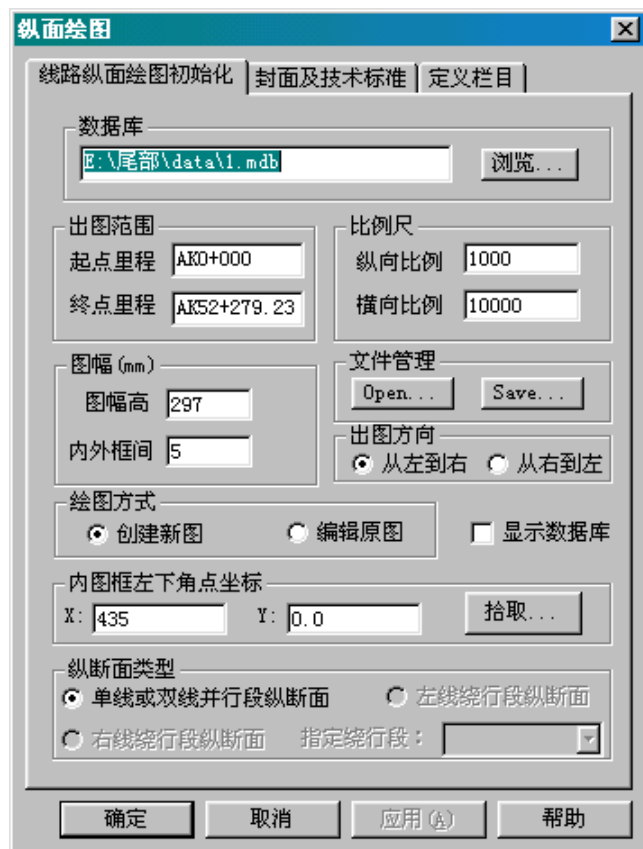 纵面绘图
线路纵面绘图初始化 封面及技术标准 定义栏目
数据库
E:\尾部\data\1.mdb 浏览...
出图范围 比例尺
起点里程 AK0+000 纵向比例 1000
终点里程 AK52+279.23 横向比例 10000
图幅(mm) 文件管理
图幅高 297 Open... Save...
出图方向
内外框间 5 从左到右 从右到左
绘图方式
创建新图 编辑原图 显示数据库
内图框左下角点坐标
X: 435 Y: 0.0 拾取...
纵断面类型
单线或双线并行段纵断面 左线绕行段纵断面
右线绕行段纵断面 指定绕行段:
确定 取消 应用(A) 帮助